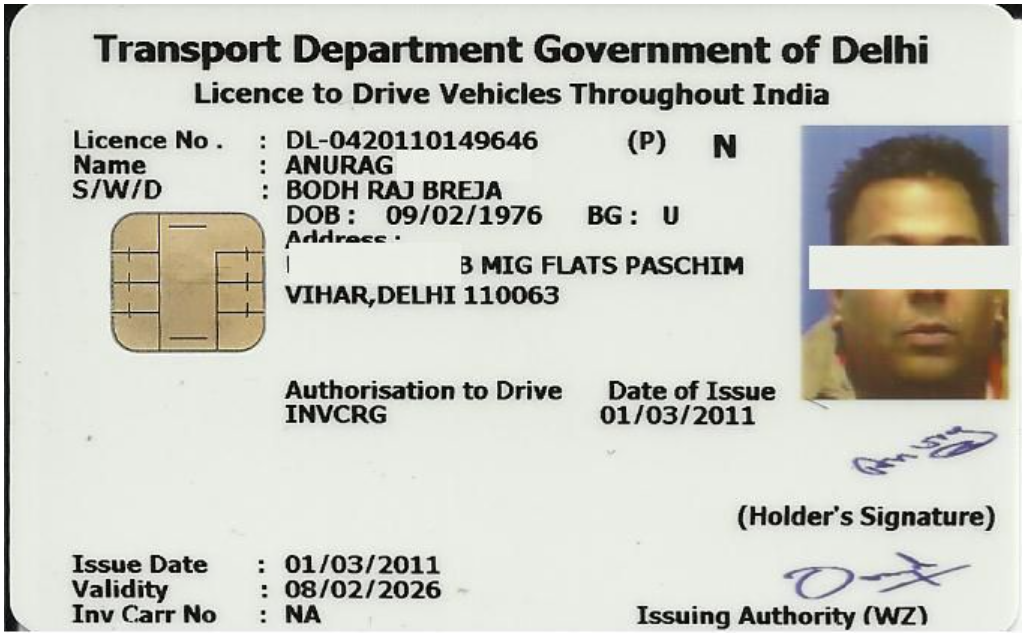 Transport Department Government of Delhi
Licence to Drive Vehicles Throughout India
Licence No . : DL-0420110149646 (P) N
Name : ANURAG
S/W/D : BODH RAJ BREJA
DOB : 09/02/1976 BG : U
Address :
B MIG FLATS PASCHIM
VIHAR,DELHI 110063
Authorisation to Drive Date of Issue
INVCRG 01/03/2011
Anurag
(Holder's Signature)
Issue Date : 01/03/2011
Validity : 08/02/2026
Inv Carr No : NA
Issuing Authority (WZ)